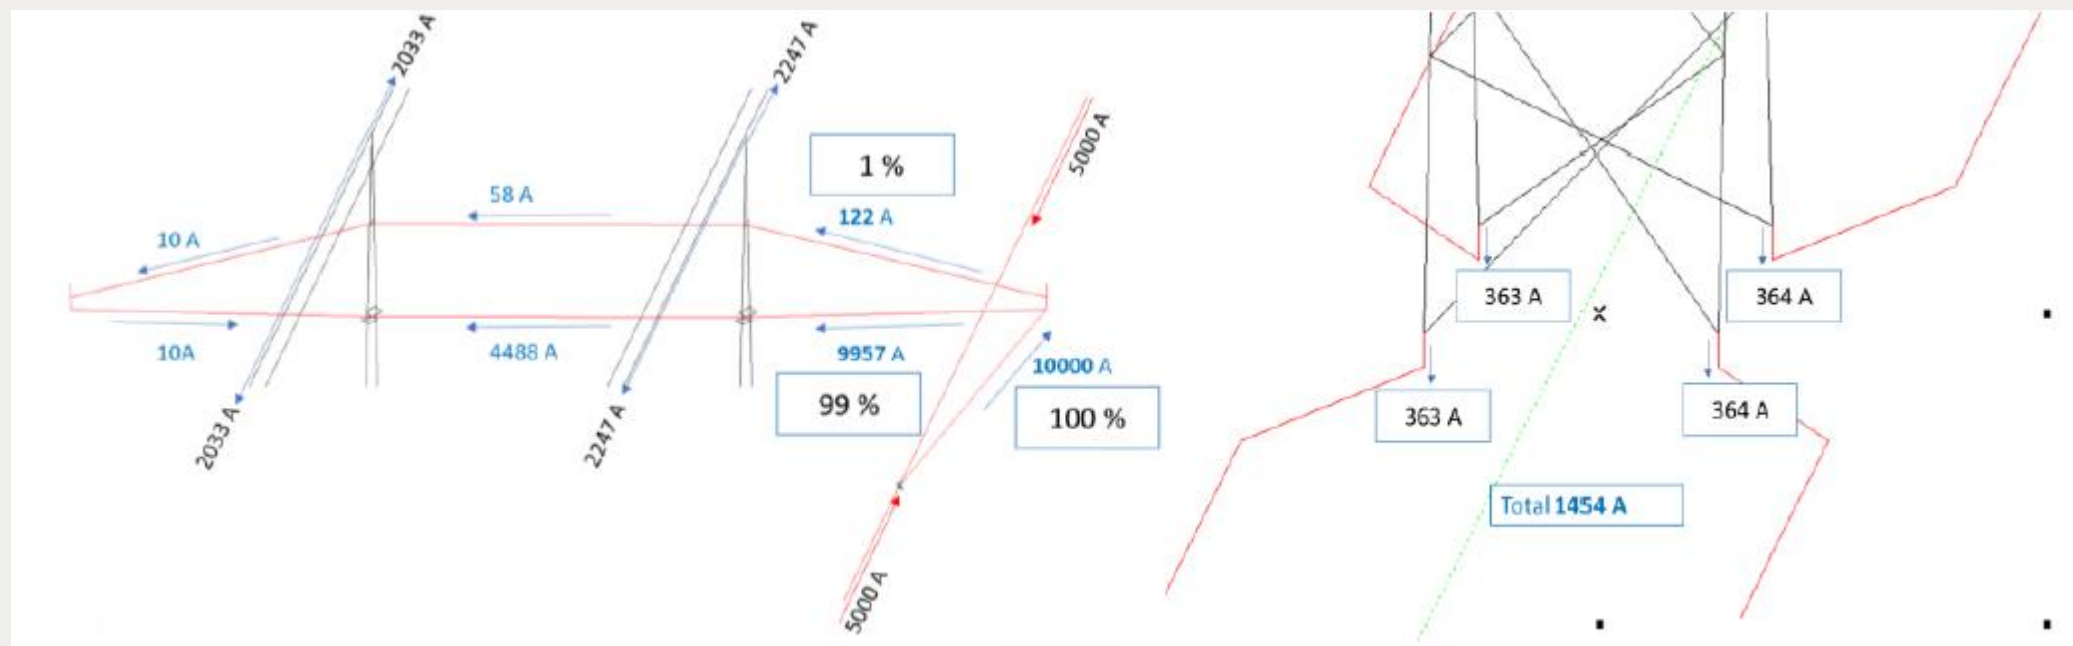 2033 A
2247 A
1 %
5000 A
58 A
122 A
10 A
10A
4488 A
9957 A
10000 A
99 %
100 %
2033 A
2247 A
5000 A
363 A
364 A
x
363 A
364 A
Total 1454 A